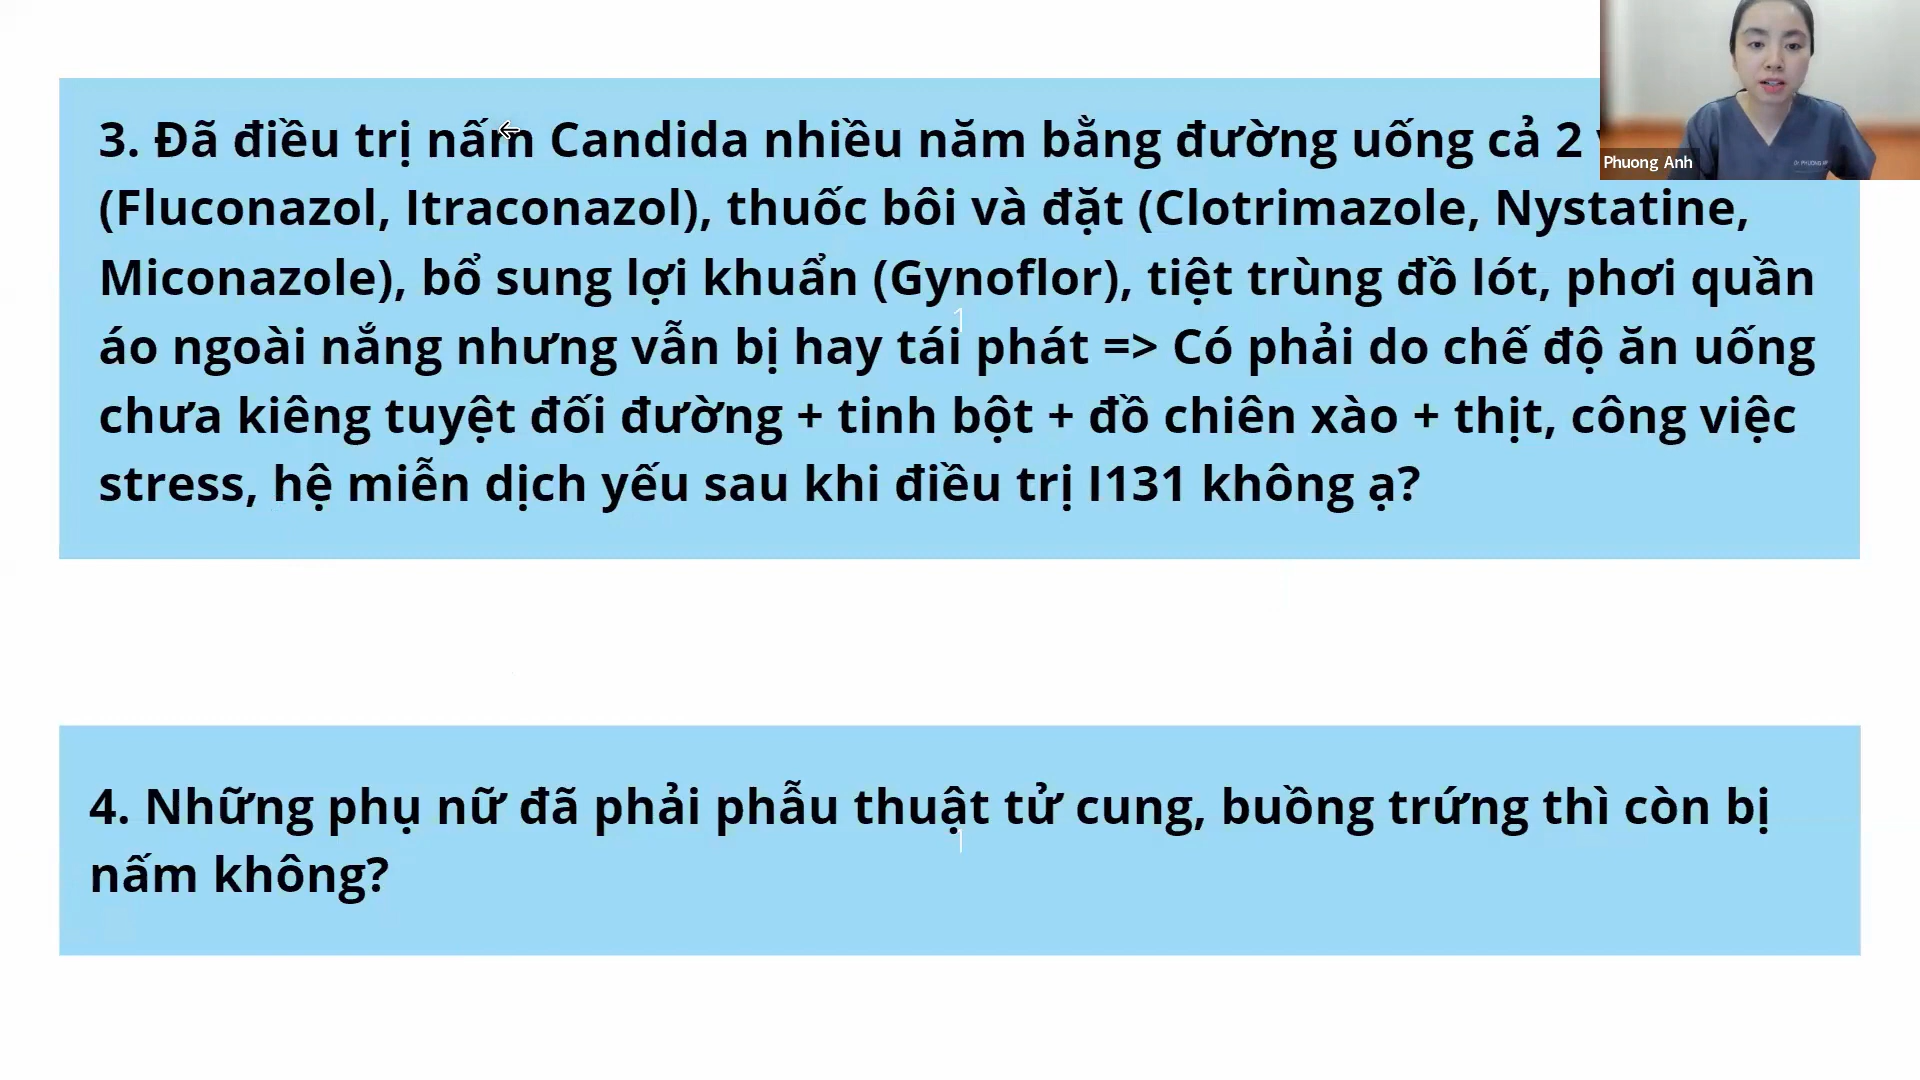 3. Đã điều trị nấm Candida nhiều năm bằng đường uống cả 2
(Fluconazol, Itraconazol), thuốc bôi và đặt (Clotrimazole, Nystatine,
Miconazole), bổ sung lợi khuẩn (Gynoflor), tiệt trùng đồ lót, phơi quần
áo ngoài nắng nhưng vẫn bị hay tái phát => Có phải do chế độ ăn uống
chưa kiêng tuyệt đối đường + tinh bột + đồ chiên xào + thịt, công việc
stress, hệ miễn dịch yếu sau khi điều trị I131 không ạ?
1
4. Những phụ nữ đã phải phẫu thuật tử cung, buồng trứng thì còn bị
nấm không?
1
Phuong Anh